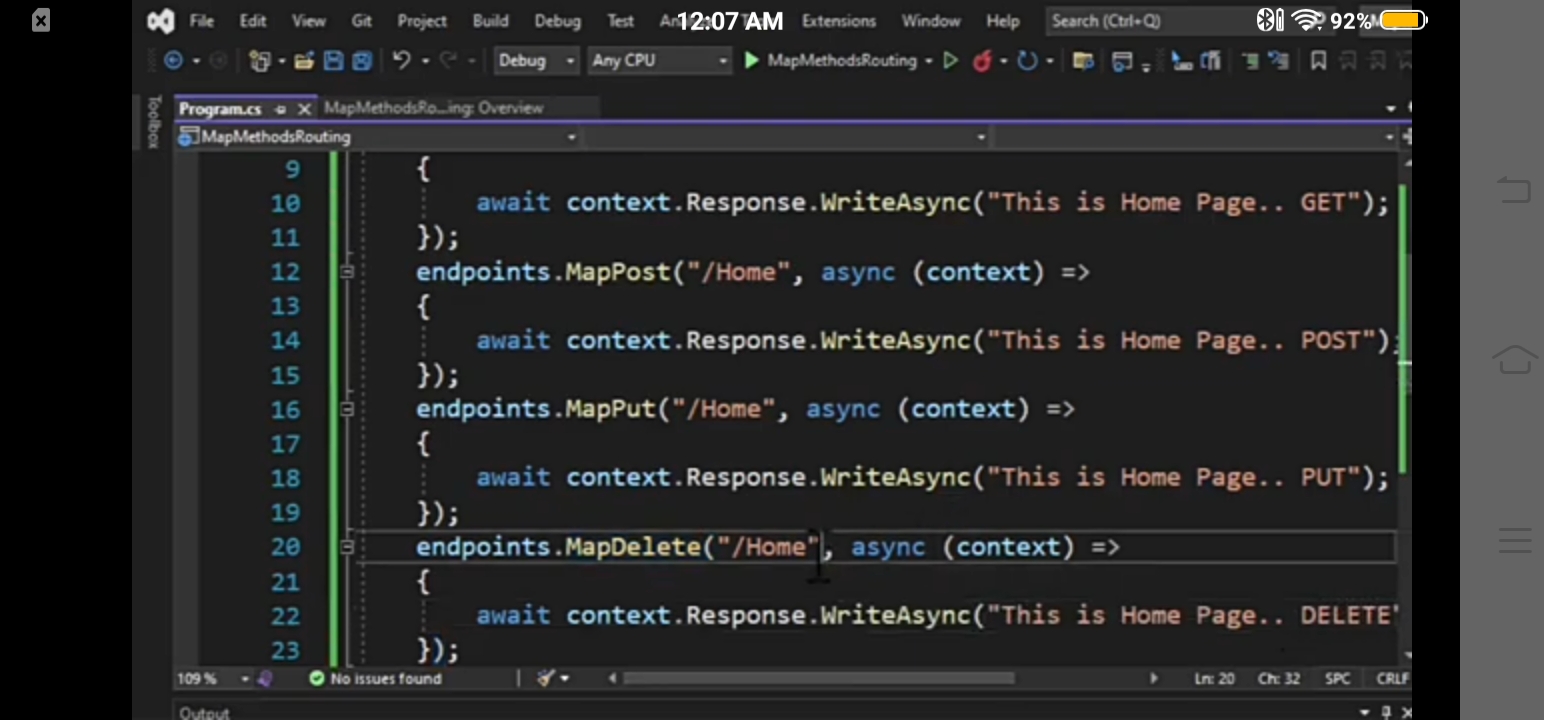 12:07 AM
92%
File Edit View Git Project Build Debug Test Extensions Window Help Search (Ctrl+Q)
Debug Any CPU MapMethodsRouting
Toolbox
Program.cs MapMethodsRo...ing: Overview
MapMethodsRouting
9 {
10 await context.Response.WriteAsync("This is Home Page.. GET");
11 });
12 endpoints.MapPost("/Home", async (context) =>
13 {
14 await context.Response.WriteAsync("This is Home Page.. POST");
15 });
16 endpoints.MapPut("/Home", async (context) =>
17 {
18 await context.Response.WriteAsync("This is Home Page.. PUT");
19 });
20 endpoints.MapDelete("/Home", async (context) =>
21 {
22 await context.Response.WriteAsync("This is Home Page.. DELETE"
23 });
109 % No issues found Ln: 20 Ch: 32 SPC CRLF
Output